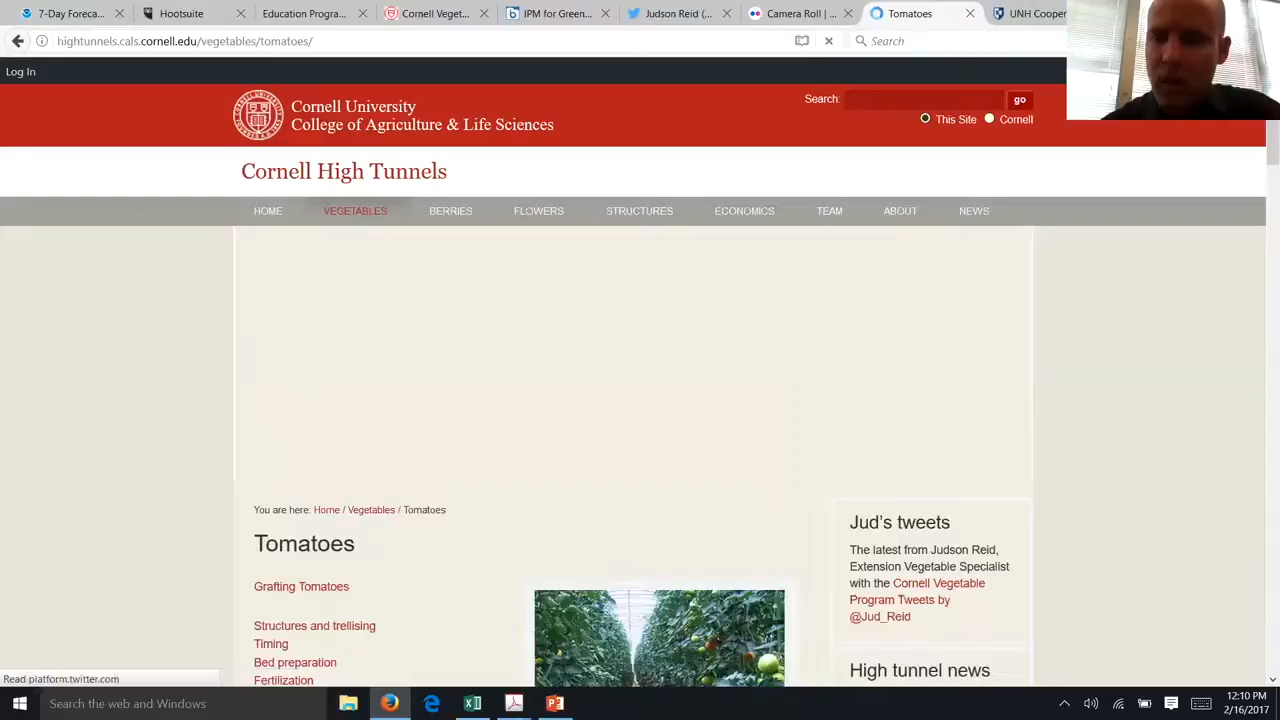 7-Day Forecast
Hootsuite
Education Progra...
Cornell Veget...
IPM for Green...
Judson Reid (...
Camera Roll ...
Tomatoes
UNH Cooper
hightunnels.cals.cornell.edu/vegetables/tomatoes/
Search
Log In
Cornell University
College of Agriculture & Life Sciences
Search:
go
This Site
Cornell
Cornell High Tunnels
HOME
VEGETABLES
BERRIES
FLOWERS
STRUCTURES
ECONOMICS
TEAM
ABOUT
NEWS
You are here: Home / Vegetables / Tomatoes
Tomatoes
Grafting Tomatoes
Structures and trellising
Timing
Bed preparation
Fertilization
Jud's tweets
The latest from Judson Reid,
Extension Vegetable Specialist
with the Cornell Vegetable
Program Tweets by
@Jud_Reid
High tunnel news
Read platform.twitter.com
Search the web and Windows
12:10 PM
2/16/2017